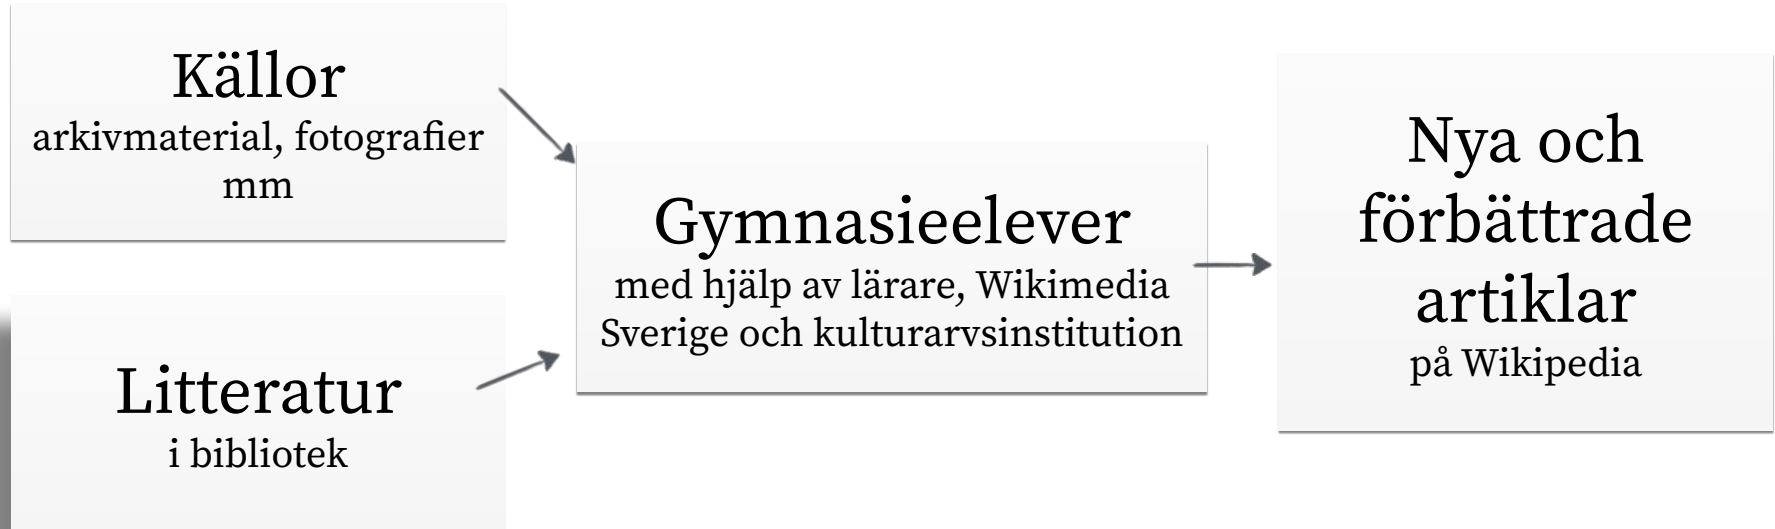 Källor
arkivmaterial, fotografier
mm
Litteratur
i bibliotek
Gymnasieelever
med hjälp av lärare, Wikimedia
Sverige och kulturarvsinstitution
Nya och
förbättrade
artiklar
på Wikipedia